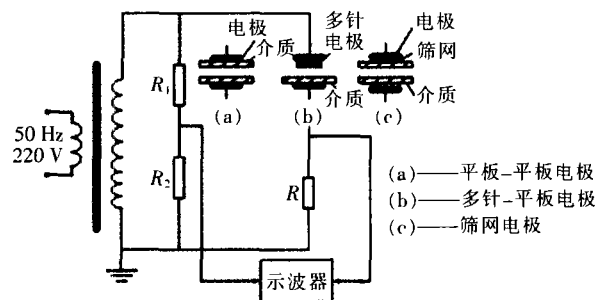 电极
介质
(a)
多针
电极
介质
(b)
电极
筛网
介质
(c)
R₁
R₂
R
50 Hz
220 V
示波器
(a)——平板-平板电极
(b)——多针-平板电极
(c)——筛网电极